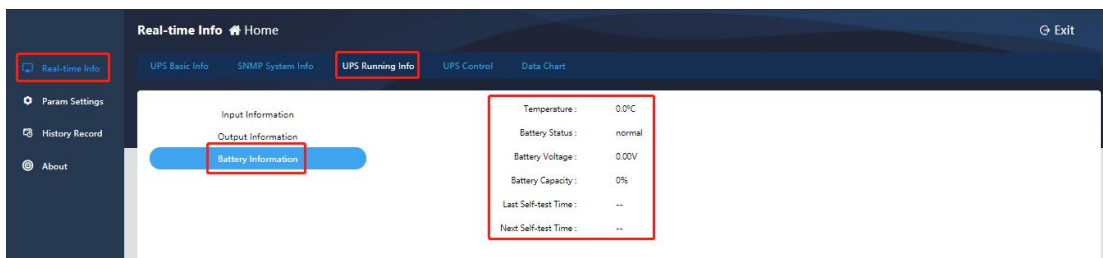 Real-time Info Home
Exit
Real-time Info
Param Settings
History Record
About
UPS Basic Info SNMP System Info UPS Running Info UPS Control Data Chart
Input Information
Output Information
Battery Information
Temperature : 0.0°C
Battery Status : normal
Battery Voltage : 0.00V
Battery Capacity : 0%
Last Self-test Time : --
Next Self-test Time : --